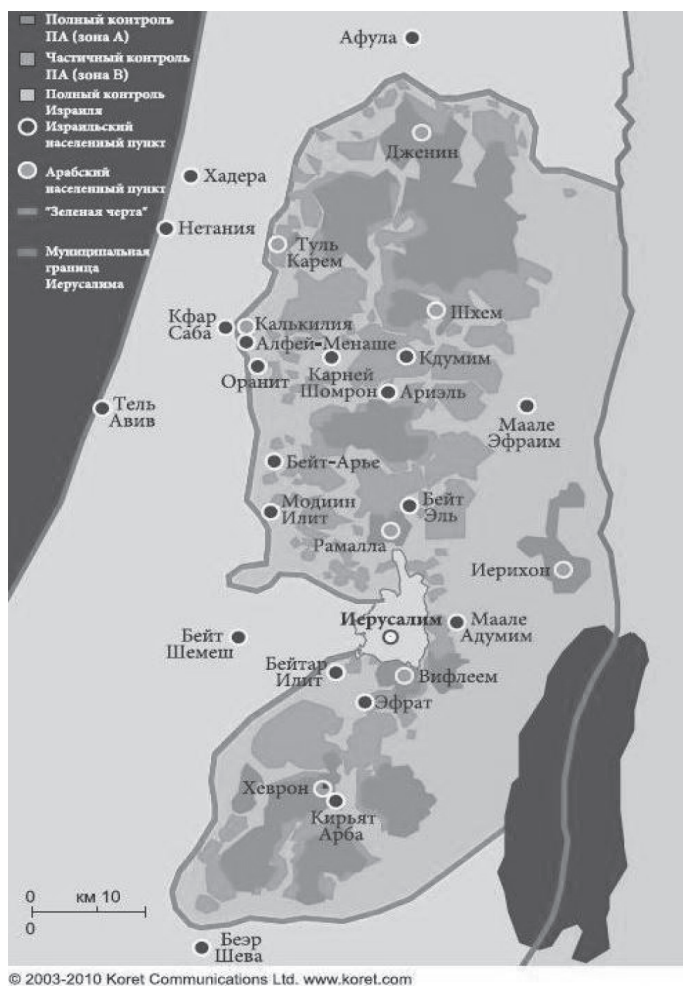 Полный контроль
ПА (зона А)
Частичный контроль
ПА (зона В)
Полный контроль
Израиля
Израильский
населенный пункт
Арабский
населенный пункт
"Зеленая черта"
Муниципальная
граница
Иерусалима
Афула
Дженин
Хадера
Нетания
Туль
Карем
Шхем
Кфар
Саба
Калькилия
Алфей-Менаше
Оранит
Карней
Шомрон
Кдумим
Ариэль
Тель
Авив
Маале
Эфраим
Бейт-Арье
Модиин
Илит
Бейт
Эль
Рамалла
Иерихон
Иерусалим
Маале
Адумим
Бейт
Шемеш
Бейтар
Илит
Вифлеем
Эфрат
Хеврон
Кирьят
Арба
0 км 10
0
Беэр
Шева
© 2003-2010 Koret Communications Ltd. www.koret.com